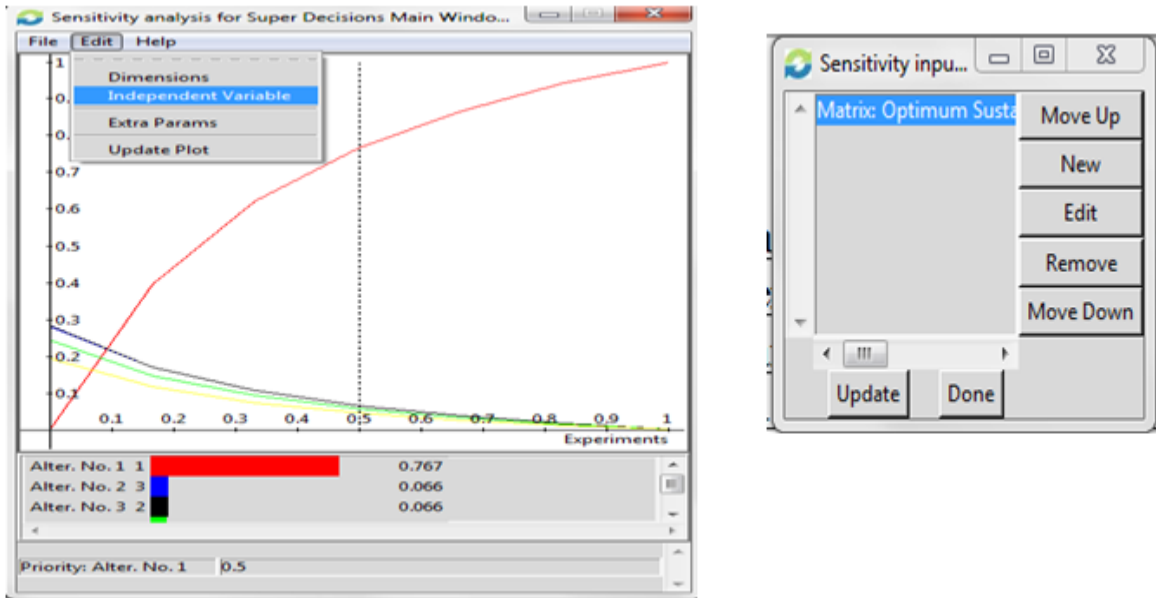 Sensitivity analysis for Super Decisions Main Windo...
File Edit Help
Dimensions
Independent Variable
Extra Params
Update Plot
1
0.
0.
0.7
0.6
0.5
0.4
0.3
0.2
0.1
0.1 0.2 0.3 0.4 0.5 0.6 0.7 0.8 0.9 1
Experiments
Alter. No. 1 1 0.767
Alter. No. 2 3 0.066
Alter. No. 3 2 0.066
Priority: Alter. No. 1 0.5
Sensitivity inpu...
Matrix: Optimum Susta
Move Up
New
Edit
Remove
Move Down
Update Done